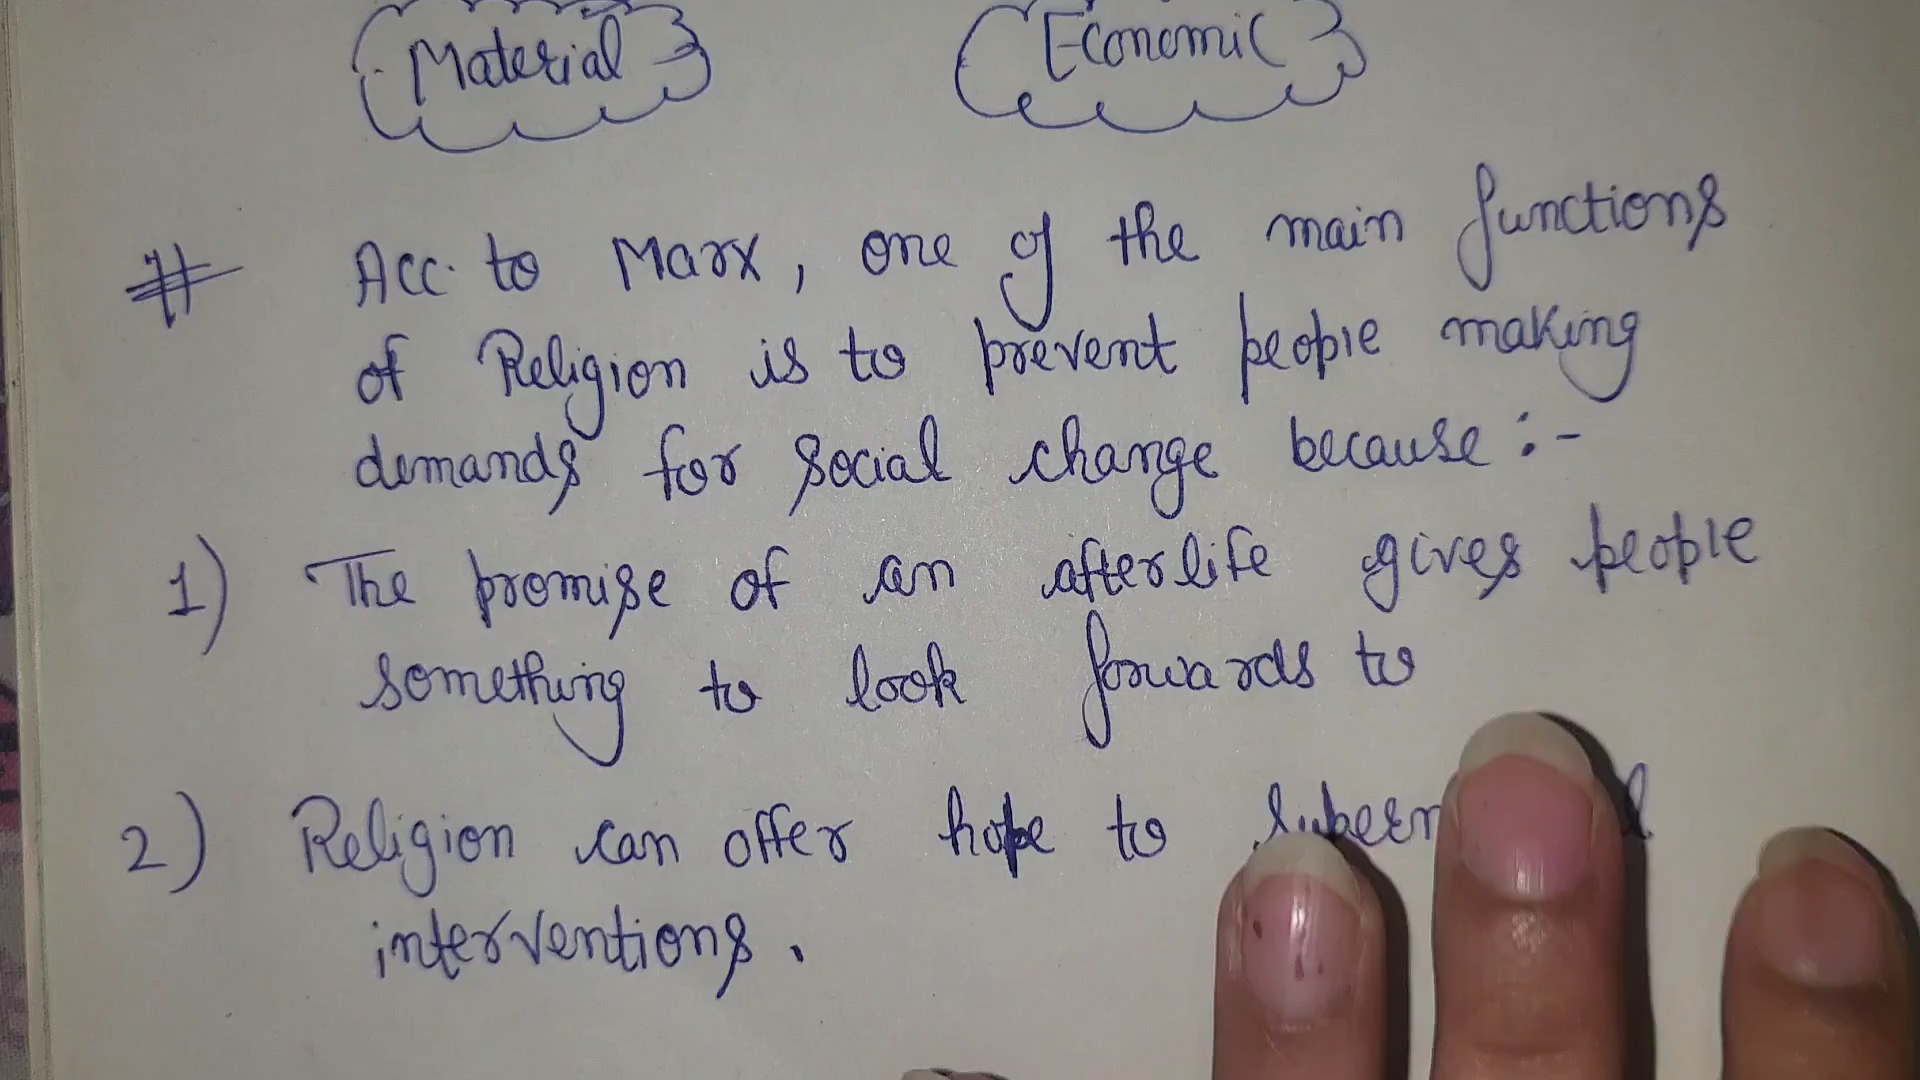 Material Economic
# Acc. to Marx, one of the main functions
of Religion is to prevent people making
demands for social change because :-
1) The promise of an afterlife gives people
something to look forwards to
2) Religion can offer hope to
interventions.